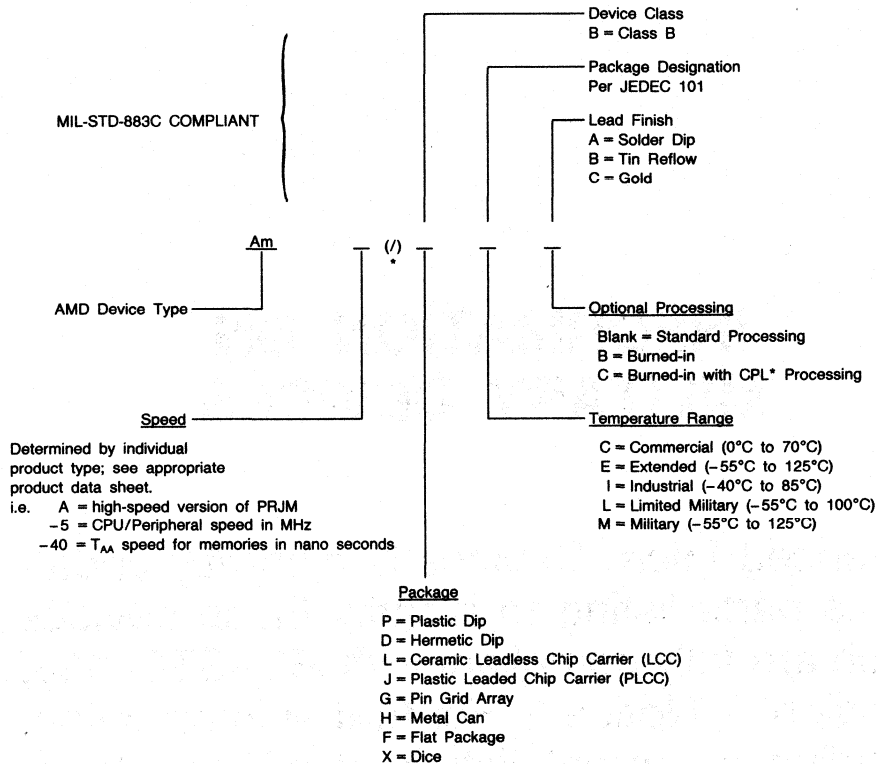 Device Class
B = Class B
Package Designation
Per JEDEC 101
MIL-STD-883C COMPLIANT
Lead Finish
A = Solder Dip
B = Tin Reflow
C = Gold
Am
(/)
*
AMD Device Type
Optional Processing
Blank = Standard Processing
B = Burned-in
C = Burned-in with CPL* Processing
Speed
Determined by individual
product type; see appropriate
product data sheet.
i.e. A = high-speed version of PRJM
-5 = CPU/Peripheral speed in MHz
-40 = TAA speed for memories in nano seconds
Temperature Range
C = Commercial (0°C to 70°C)
E = Extended (-55°C to 125°C)
I = Industrial (-40°C to 85°C)
L = Limited Military (-55°C to 100°C)
M = Military (-55°C to 125°C)
Package
P = Plastic Dip
D = Hermetic Dip
L = Ceramic Leadless Chip Carrier (LCC)
J = Plastic Leaded Chip Carrier (PLCC)
G = Pin Grid Array
H = Metal Can
F = Flat Package
X = Dice